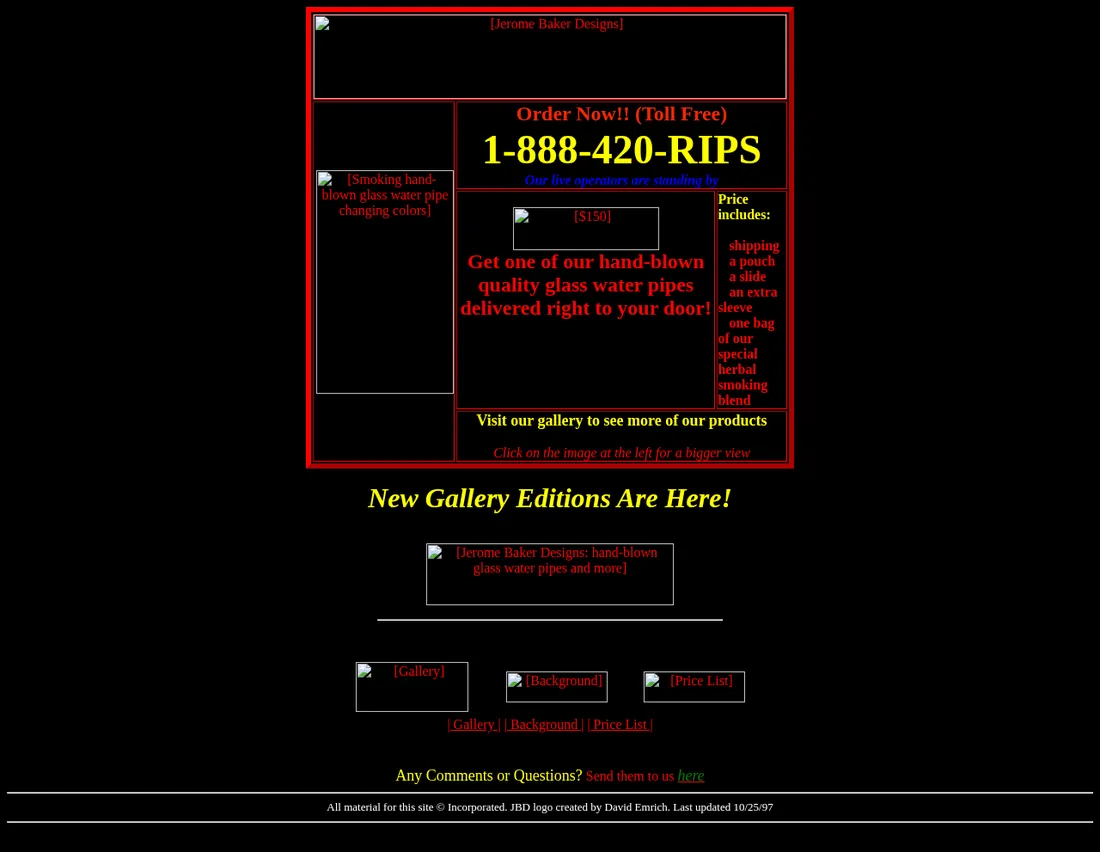 [Jerome Baker Designs]
Order Now!! (Toll Free)
1-888-420-RIPS
Our live operators are standing by
[Smoking hand-
blown glass water pipe
changing colors]
[$150]
Get one of our hand-blown
quality glass water pipes
delivered right to your door!
Price
includes:
shipping
a pouch
a slide
an extra
sleeve
one bag
of our
special
herbal
smoking
blend
Visit our gallery to see more of our products
Click on the image at the left for a bigger view
New Gallery Editions Are Here!
[Jerome Baker Designs: hand-blown
glass water pipes and more]
[Gallery] [Background] [Price List]
| Gallery | | Background | | Price List |
Any Comments or Questions? Send them to us here
All material for this site © Incorporated. JBD logo created by David Emrich. Last updated 10/25/97